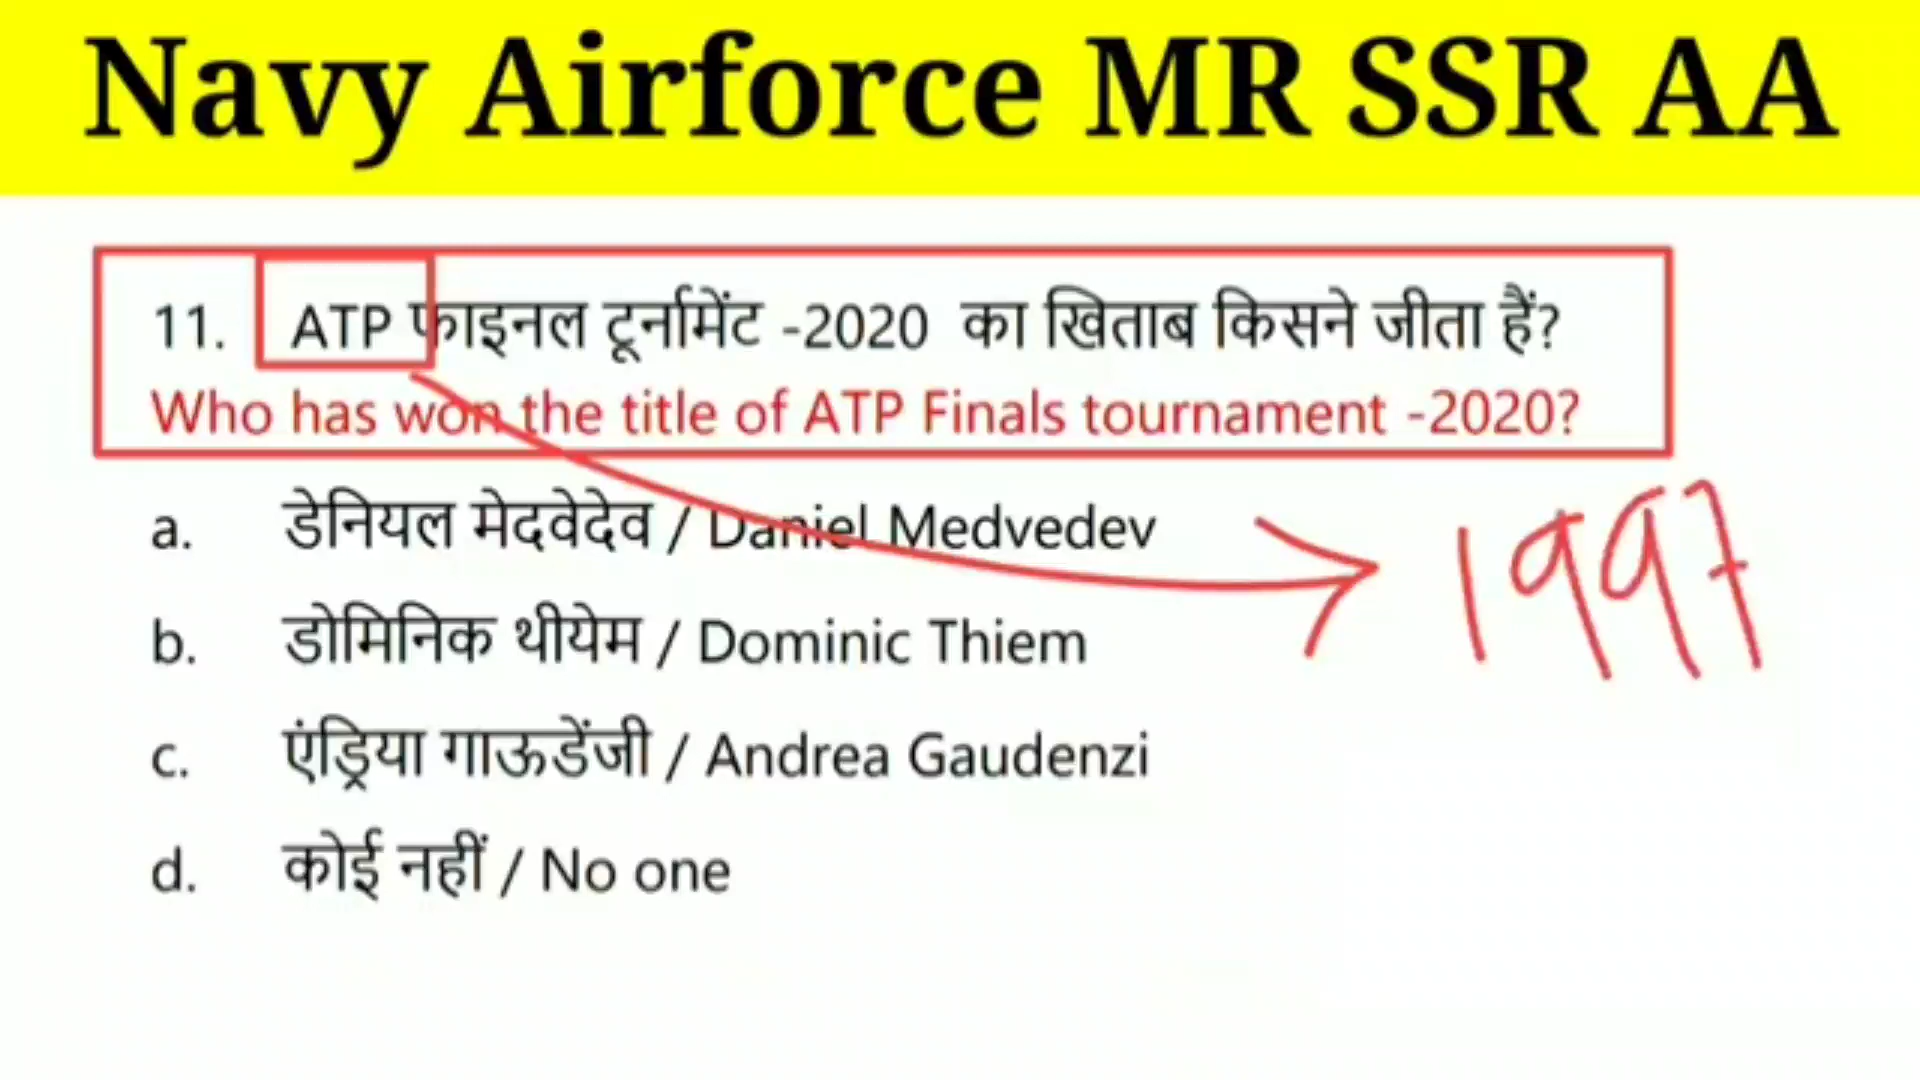 Navy Airforce MR SSR AA
11. ATP फाइनल टूर्नामेंट -2020 का खिताब किसने जीता हैं?
Who has won the title of ATP Finals tournament -2020?
a. डेनियल मेदवेदेव / Daniel Medvedev
1997
b. डोमिनिक थीयेम / Dominic Thiem
c. एंड्रिया गाऊडेंजी / Andrea Gaudenzi
d. कोई नहीं / No one